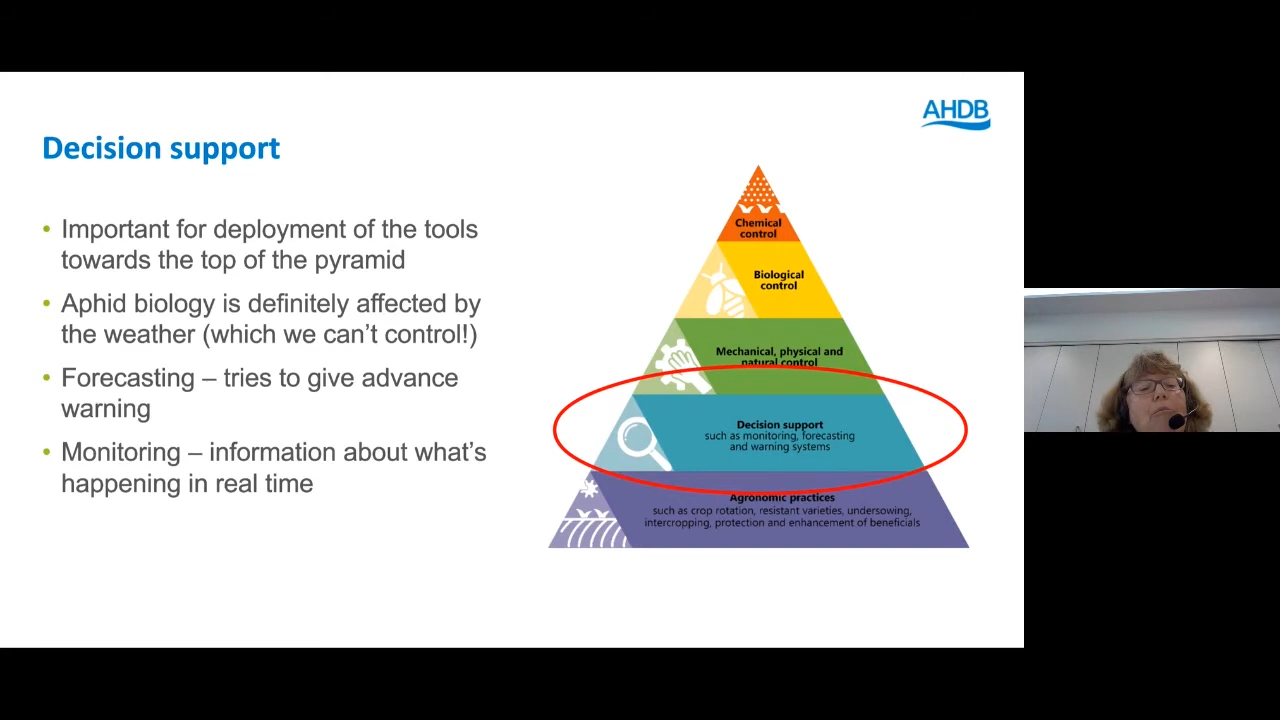 AHDB
Decision support
• Important for deployment of the tools
towards the top of the pyramid
• Aphid biology is definitely affected by
the weather (which we can't control!)
• Forecasting – tries to give advance
warning
• Monitoring – information about what's
happening in real time
Chemical
control
Biological
control
Mechanical, physical and
natural control
Decision support
such as monitoring, forecasting
and warning systems
Agronomic practices
such as crop rotation, resistant varieties, undersowing,
intercropping, protection and enhancement of beneficials